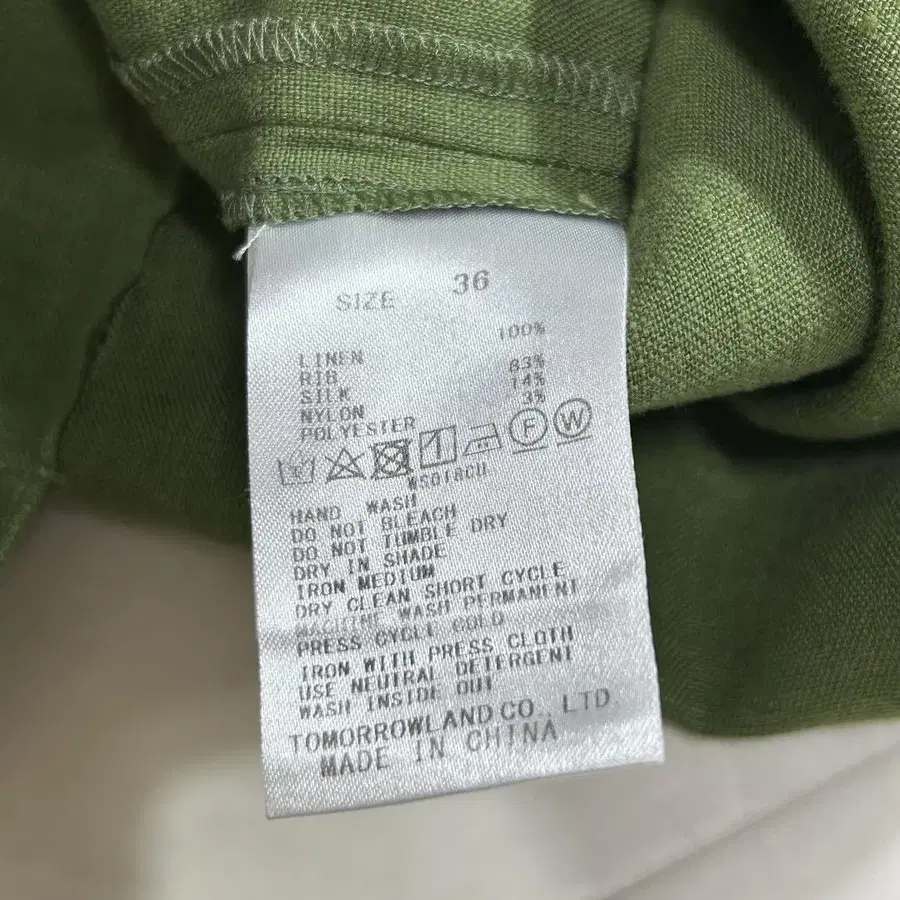 SIZE 36
LINEN 100%
RIB
SILK 83%
NYLON 14%
POLYESTER 3%
F W
HAND WASH
DO NOT BLEACH
DO NOT TUMBLE DRY
DRY IN SHADE
IRON MEDIUM
DRY CLEAN SHORT CYCLE
MACHINE WASH PERMANENT
PRESS CYCLE COLD
IRON WITH PRESS CLOTH
USE NEUTRAL DETERGENT
WASH INSIDE OUT
TOMORROWLAND CO., LTD.
MADE IN CHINA